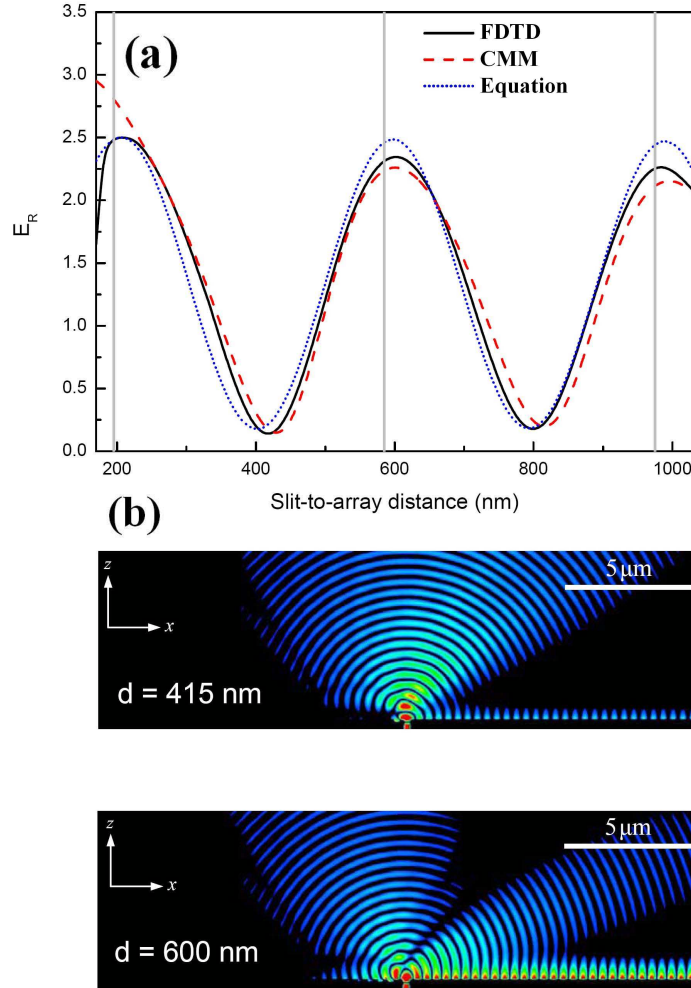 (a)
FDTD
CMM
Equation
3.5
3.0
2.5
2.0
1.5
1.0
0.5
0.0
E_R
200 400 600 800 1000
Slit-to-array distance (nm)
(b)
z
x
5 μm
d = 415 nm
z
x
5 μm
d = 600 nm